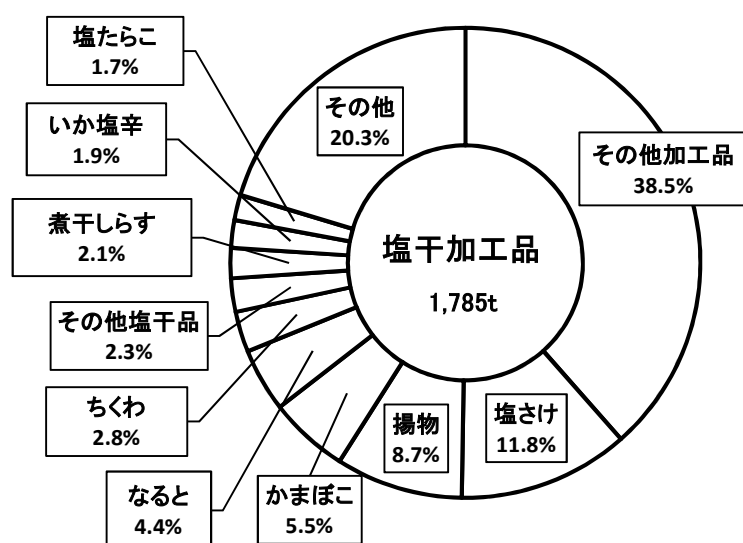 塩たらこ
1.7%
いか塩辛
1.9%
煮干しらす
2.1%
その他塩干品
2.3%
ちくわ
2.8%
なると
4.4%
かまぼこ
5.5%
揚物
8.7%
塩さけ
11.8%
その他加工品
38.5%
その他
20.3%
塩干加工品
1,785t